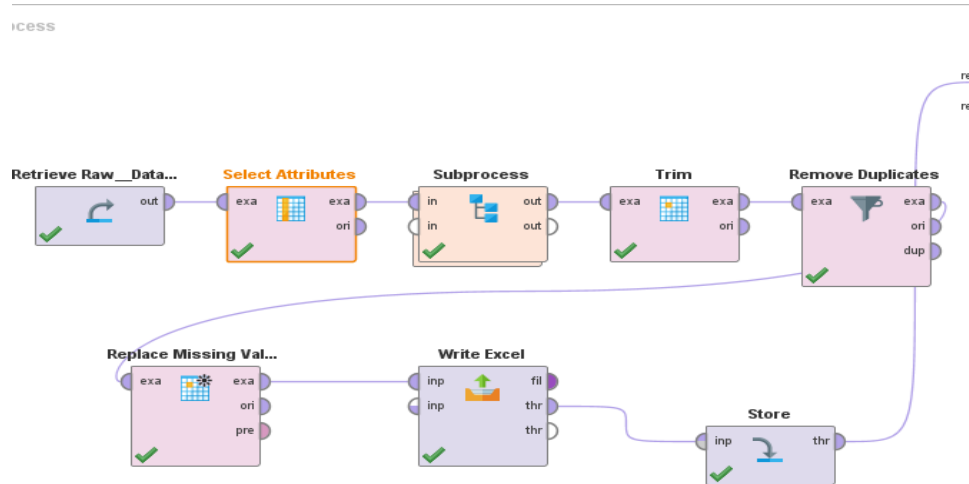 ocess
re
re
Retrieve Raw__Data...
Select Attributes
Subprocess
Trim
Remove Duplicates
out
exa
exa
ori
in
out
in
out
exa
exa
ori
exa
exa
ori
dup
Replace Missing Val...
Write Excel
Store
exa
exa
ori
pre
inp
fil
inp
thr
thr
inp
thr